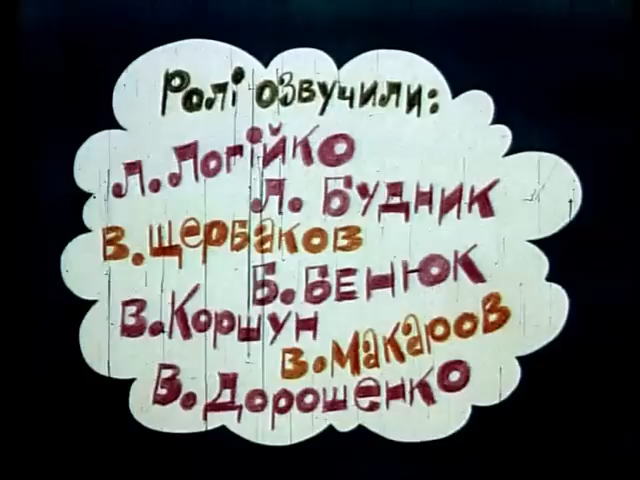 Ролі озвучили:
Л. Логійко
Л. Будник
В. Щербаков
Б. Бенюк
В. Коршун
В. Макаров
В. Дорошенко